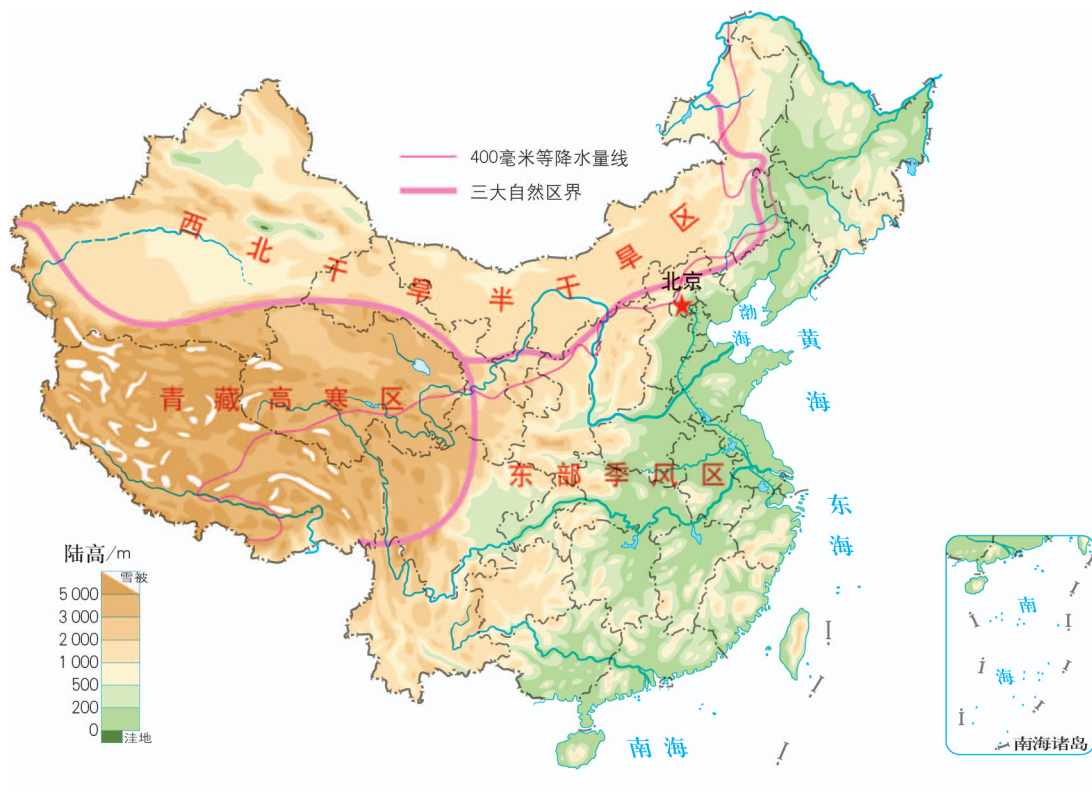 400毫米等降水量线
三大自然区界
西北干旱半干旱区
北京
渤海
黄海
青藏高寒区
东部季风区
东海
陆高/m
雪被
5 000
3 000
2 000
1 000
500
200
0
洼地
南海
南海
南海诸岛